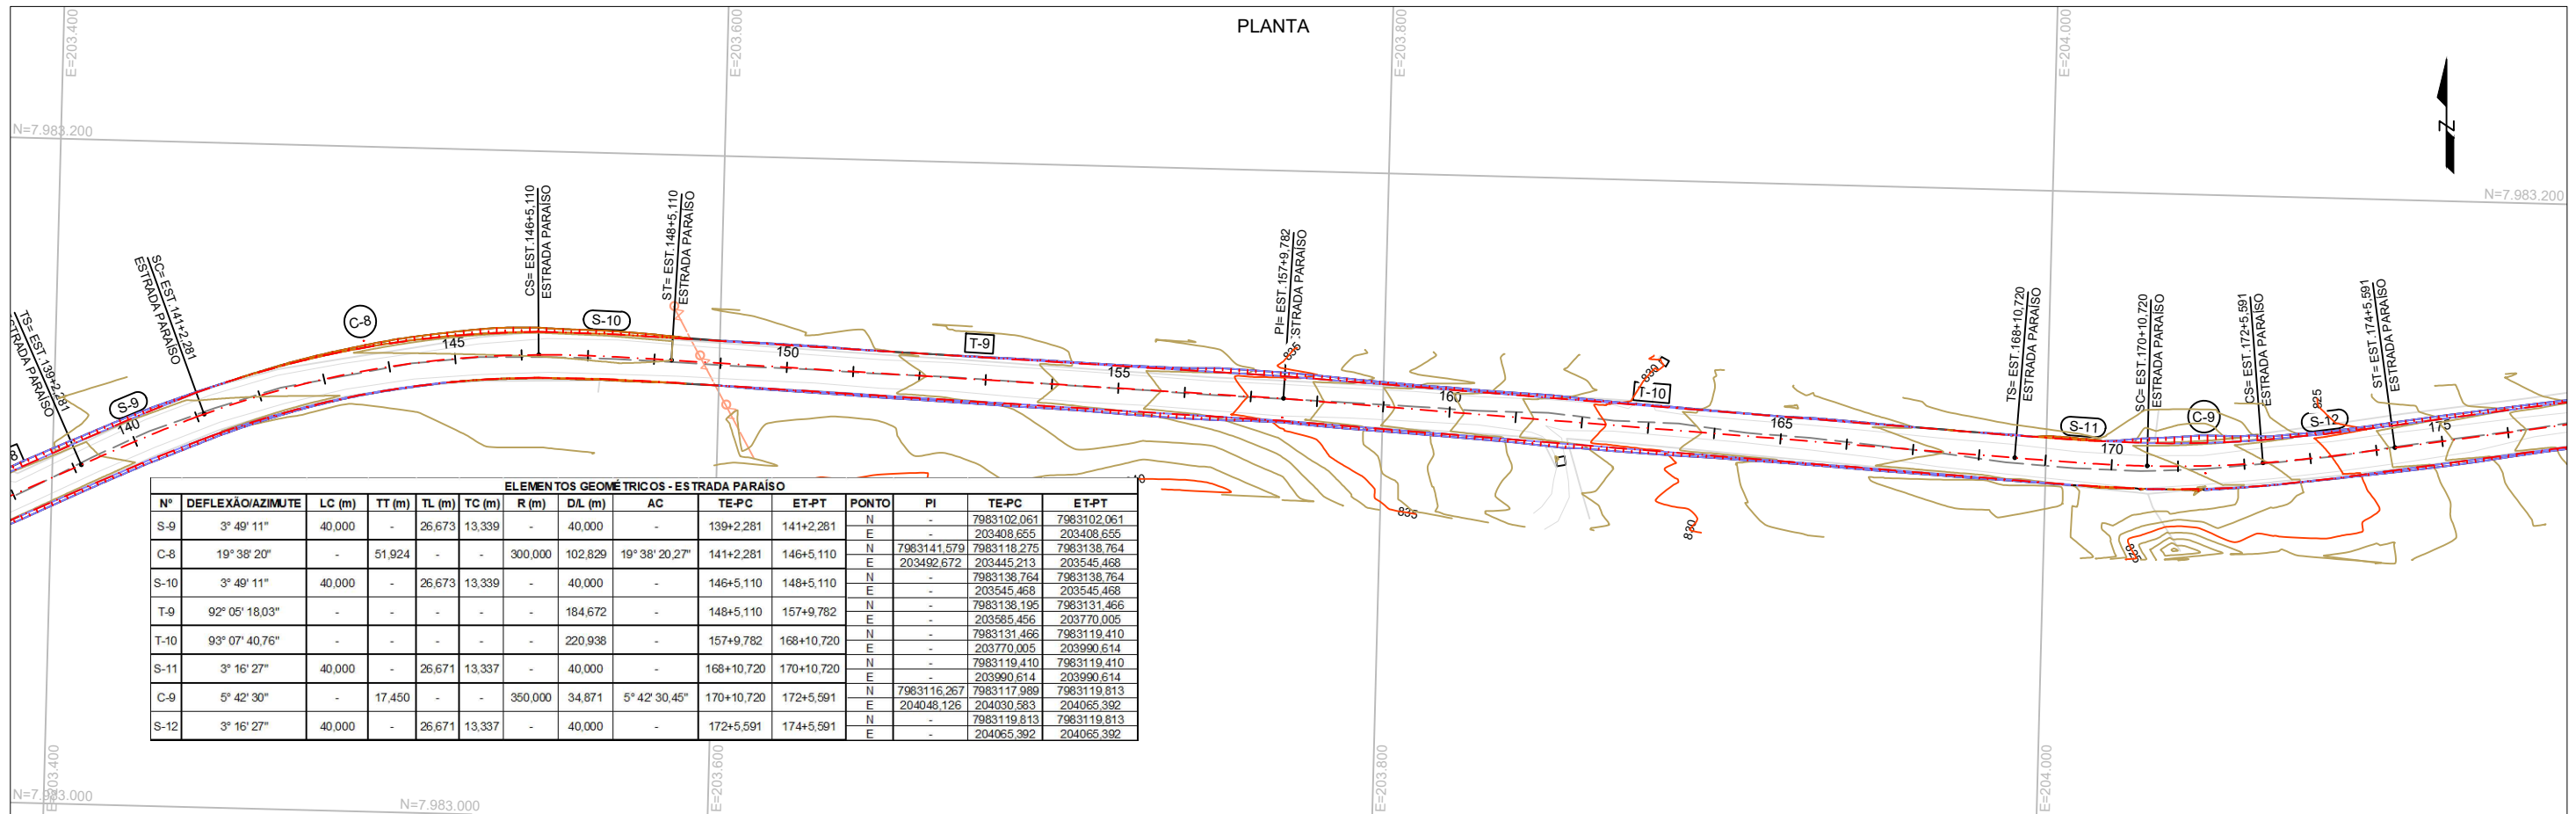 PLANTA
E=203.400
E=203.600
E=203.800
E=204.000
N=7.983.200
N=7.983.200
TS= EST.139+2,281
STRADA PARAÍSO
SC= EST.141+2,281
ESTRADA PARAÍSO
CS= EST.146+5,110
ESTRADA PARAÍSO
ST= EST.148+5,110
ESTRADA PARAÍSO
PI= EST.157+9,782
STRADA PARAÍSO
TS= EST.168+10,720
ESTRADA PARAÍSO
SC= EST.170+10,720
ESTRADA PARAÍSO
CS= EST.172+5,591
ESTRADA PARAÍSO
ST= EST.174+5,591
ESTRADA PARAÍSO
S-9
C-8
S-10
T-9
T-10
S-11
C-9
S-12
140
145
150
155
160
165
170
175
835
830
825
835
830
825
N
ELEMENTOS GEOMÉTRICOS - ESTRADA PARAÍSO
Nº DEFLEXÃO/AZIMUTE LC (m) TT (m) TL (m) TC (m) R (m) D/L (m) AC TE-PC ET-PT PONTO PI TE-PC ET-PT
S-9 3° 49' 11" 40,000 - 26,673 13,339 - 40,000 - 139+2,281 141+2,281 N - 7983102,061 7983102,061
E - 203408,655 203408,655
C-8 19° 38' 20" - 51,924 - - 300,000 102,829 19° 38' 20,27" 141+2,281 146+5,110 N 7983141,579 7983118,275 7983138,764
E 203492,672 203445,213 203545,468
S-10 3° 49' 11" 40,000 - 26,673 13,339 - 40,000 - 146+5,110 148+5,110 N - 7983138,764 7983138,764
E - 203545,468 203545,468
T-9 92° 05' 18,03" - - - - - 184,672 - 148+5,110 157+9,782 N - 7983138,195 7983131,466
E - 203585,456 203770,005
T-10 93° 07' 40,76" - - - - - 220,938 - 157+9,782 168+10,720 N - 7983131,466 7983119,410
E - 203770,005 203990,614
S-11 3° 16' 27" 40,000 - 26,671 13,337 - 40,000 - 168+10,720 170+10,720 N - 7983119,410 7983119,410
E - 203990,614 203990,614
C-9 5° 42' 30" - 17,450 - - 350,000 34,871 5° 42' 30,45" 170+10,720 172+5,591 N 7983116,267 7983117,989 7983119,813
E 204048,126 204030,583 204065,392
S-12 3° 16' 27" 40,000 - 26,671 13,337 - 40,000 - 172+5,591 174+5,591 N - 7983119,813 7983119,813
E - 204065,392 204065,392
E=203.400
E=203.600
E=203.800
E=204.000
N=7.983.000
N=7.983.000